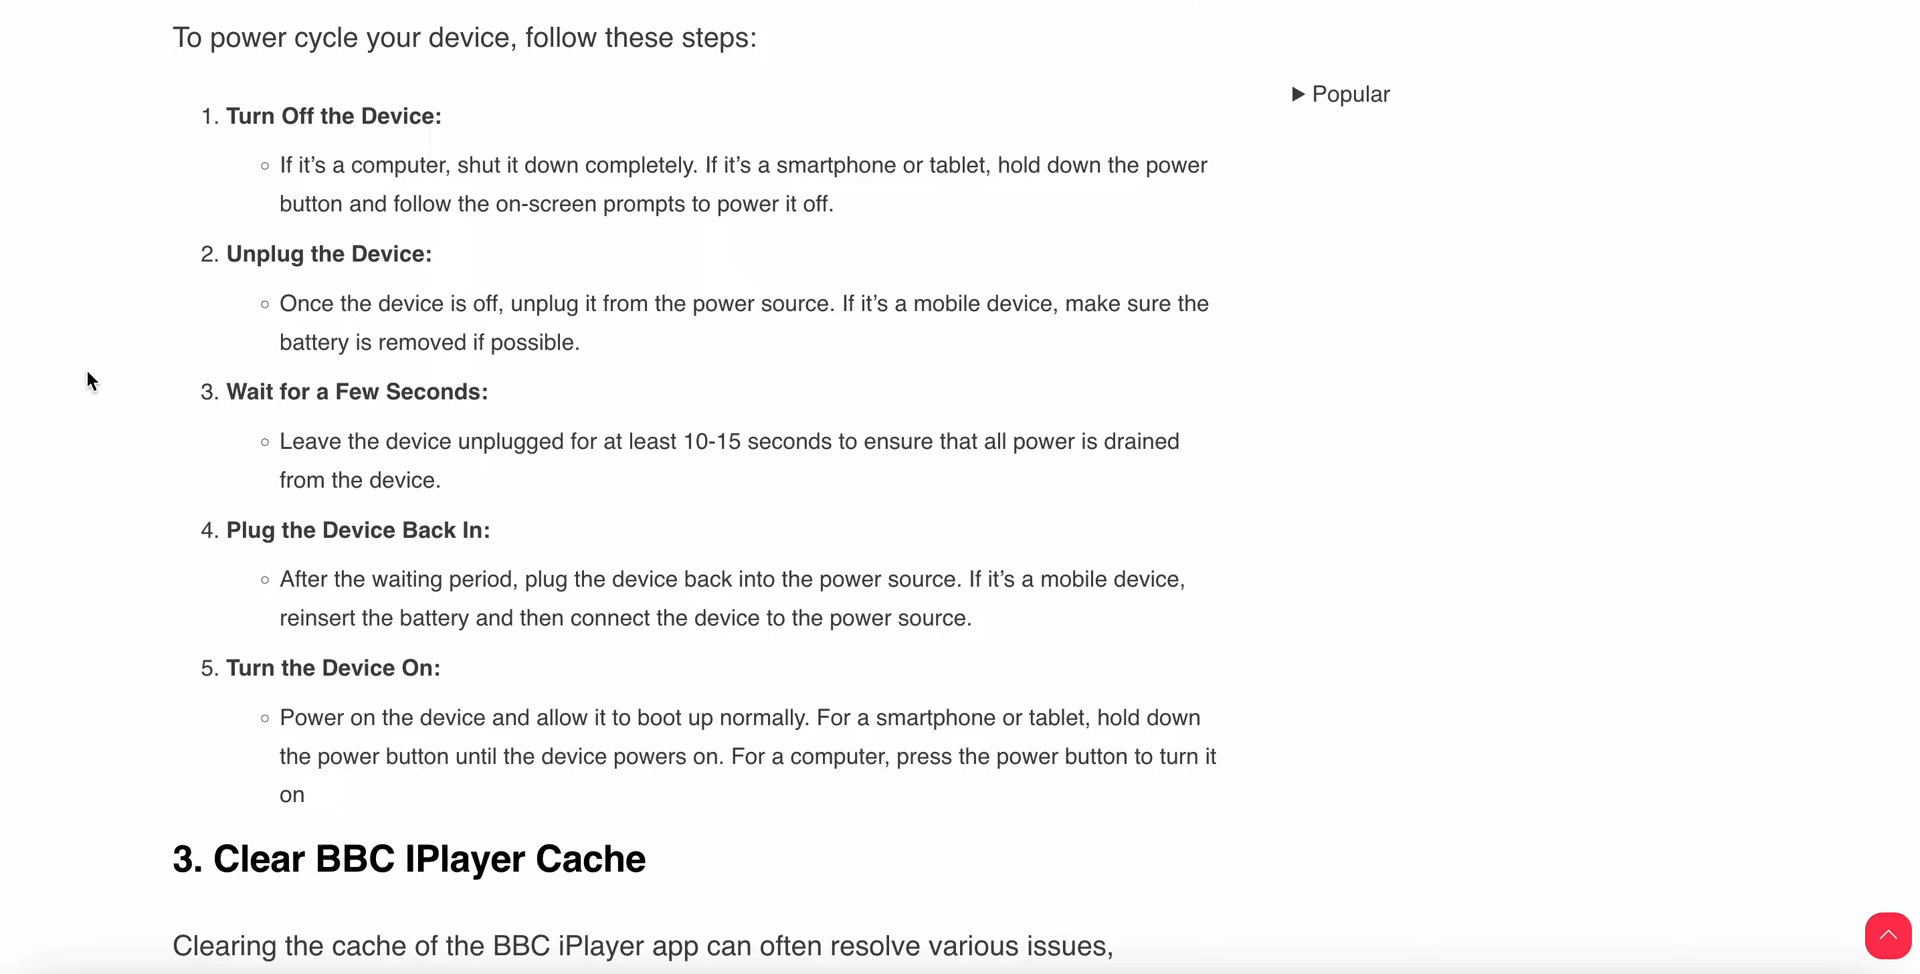 To power cycle your device, follow these steps:
Popular
1. Turn Off the Device:
If it’s a computer, shut it down completely. If it’s a smartphone or tablet, hold down the power
button and follow the on-screen prompts to power it off.
2. Unplug the Device:
Once the device is off, unplug it from the power source. If it’s a mobile device, make sure the
battery is removed if possible.
3. Wait for a Few Seconds:
Leave the device unplugged for at least 10-15 seconds to ensure that all power is drained
from the device.
4. Plug the Device Back In:
After the waiting period, plug the device back into the power source. If it’s a mobile device,
reinsert the battery and then connect the device to the power source.
5. Turn the Device On:
Power on the device and allow it to boot up normally. For a smartphone or tablet, hold down
the power button until the device powers on. For a computer, press the power button to turn it
on
3. Clear BBC IPlayer Cache
Clearing the cache of the BBC iPlayer app can often resolve various issues,